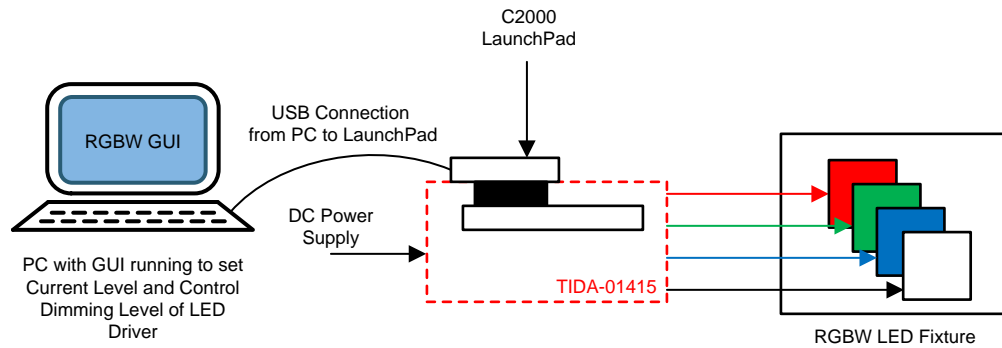 C2000
LaunchPad
RGBW GUI
USB Connection
from PC to LaunchPad
DC Power
Supply
TIDA-01415
PC with GUI running to set
Current Level and Control
Dimming Level of LED
Driver
RGBW LED Fixture